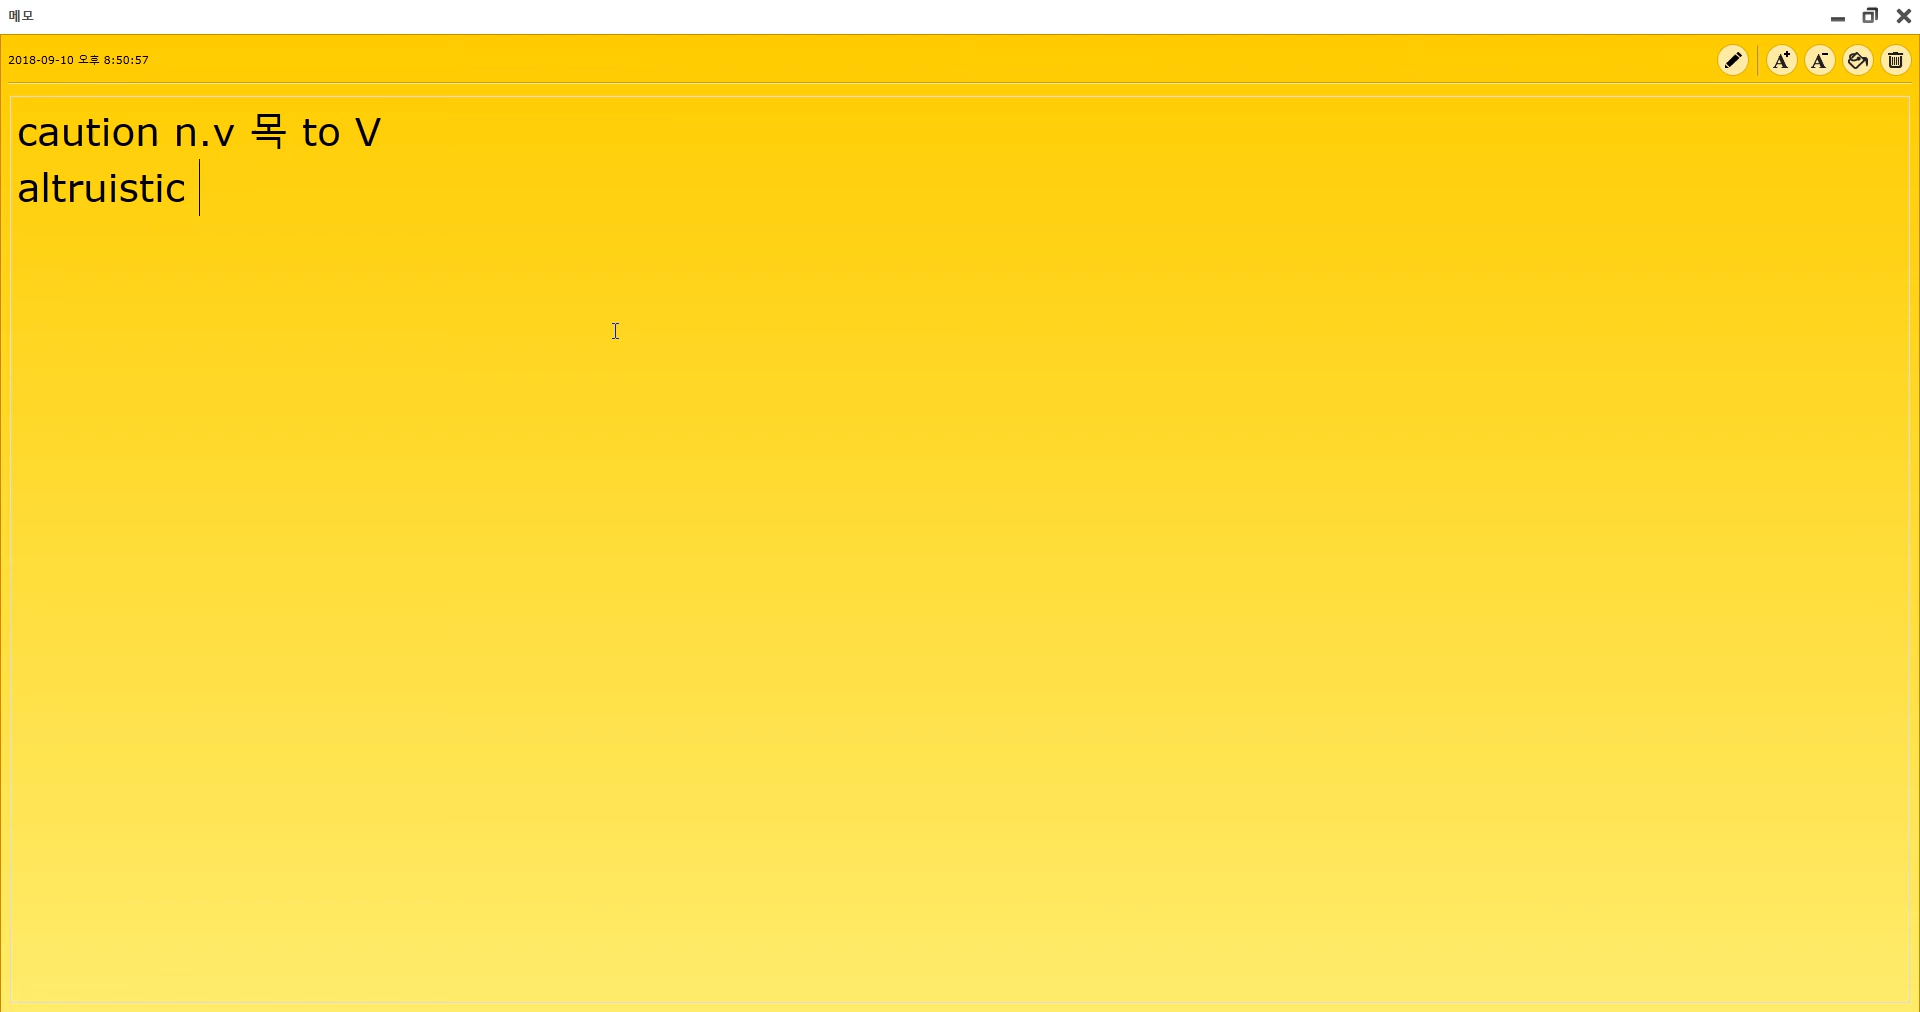 메모
2018-09-10 오후 8:50:57
caution n.v 목 to V
altruistic